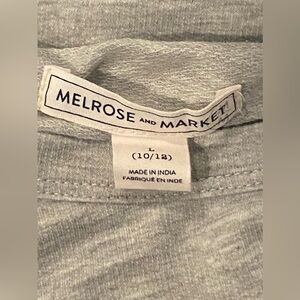 MELROSE AND MARKET
L
(10/12)
MADE IN INDIA
FABRIQUÉ EN INDE